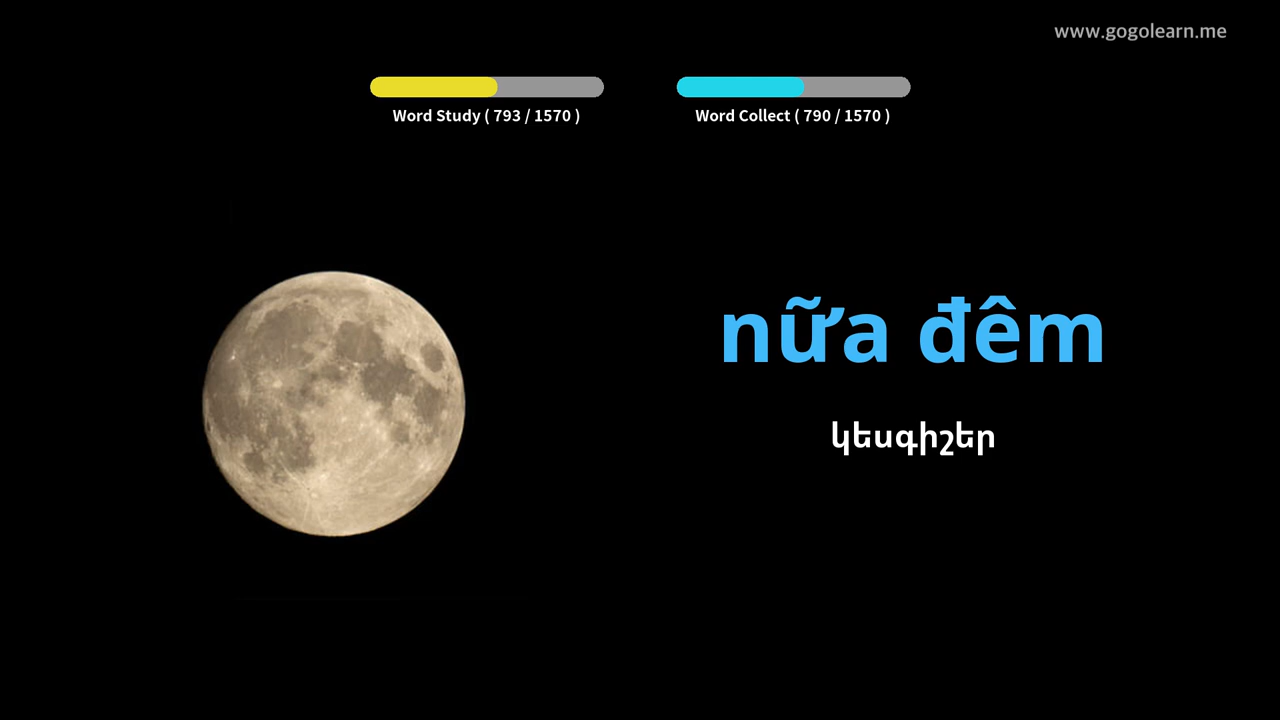 www.gogolearn.me
Word Study ( 793 / 1570 )
Word Collect ( 790 / 1570 )
nữa đêm
կեսգիշեր